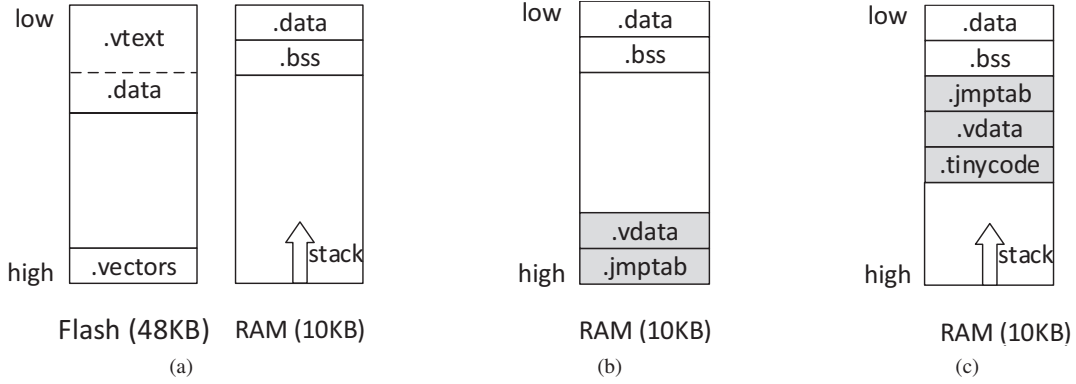 low
.vtext
.data
.vectors
high
Flash (48KB)
.data
.bss
stack
RAM (10KB)
(a)
low
.data
.bss
.vdata
.jmptab
high
RAM (10KB)
(b)
low
.data
.bss
.jmptab
.vdata
.tinycode
stack
high
RAM (10KB)
(c)